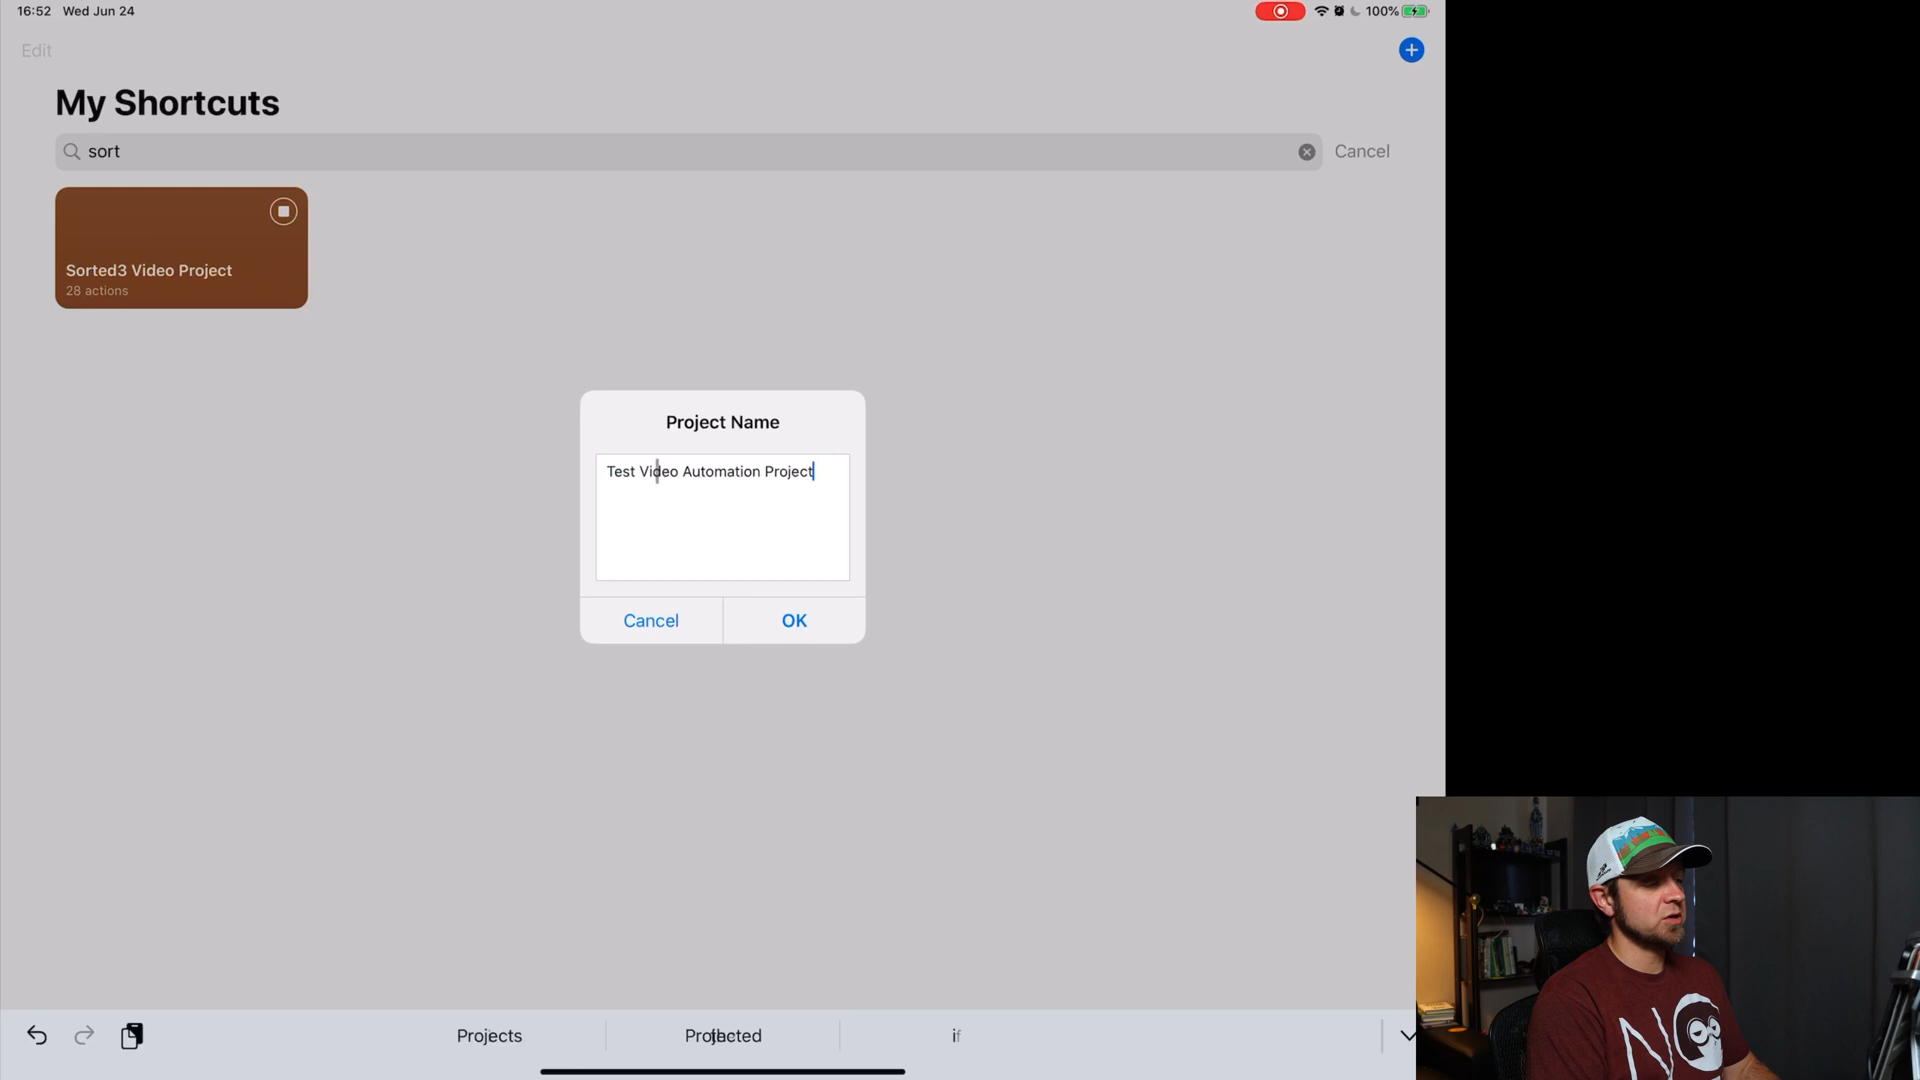 16:52 Wed Jun 24
100%
Edit
My Shortcuts
sort
Cancel
Sorted3 Video Project
28 actions
Project Name
Test Video Automation Project
Cancel
OK
Projects
if
NO